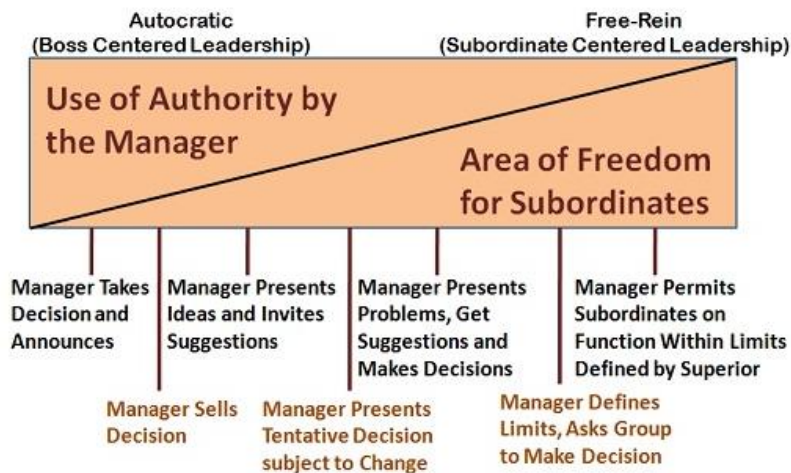 Autocratic
(Boss Centered Leadership)
Free-Rein
(Subordinate Centered Leadership)
Use of Authority by
the Manager
Area of Freedom
for Subordinates
Manager Takes
Decision and
Announces
Manager Sells
Decision
Manager Presents
Ideas and Invites
Suggestions
Manager Presents
Tentative Decision
subject to Change
Manager Presents
Problems, Get
Suggestions and
Makes Decisions
Manager Defines
Limits, Asks Group
to Make Decision
Manager Permits
Subordinates on
Function Within Limits
Defined by Superior